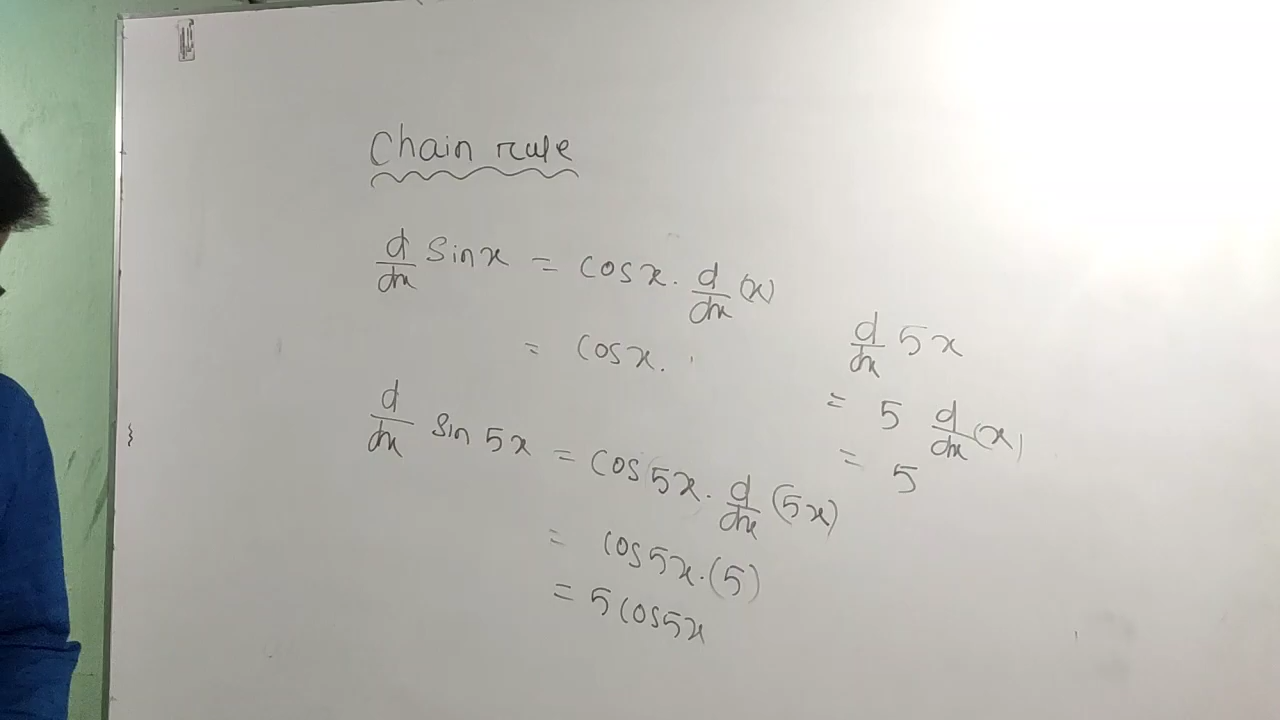 Chain rule
d/dx sin x = cos x . d/dx (x)
= cos x .
d/dx sin 5x = cos 5x . d/dx (5x)
= cos 5x . (5)
= 5 cos 5x
d/dx 5x
= 5 d/dx (x)
= 5